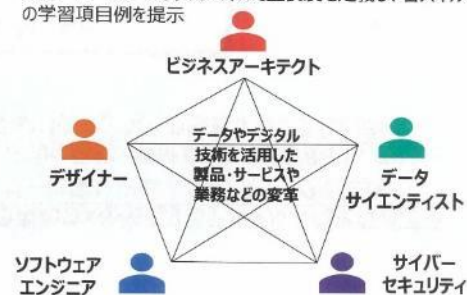 の学習項目例を提示
ビジネスアーキテクト
データやデジタル
技術を活用した
製品・サービスや
業務などの変革
デザイナー
データ
サイエンティスト
ソフトウェア
エンジニア
サイバー
セキュリティ